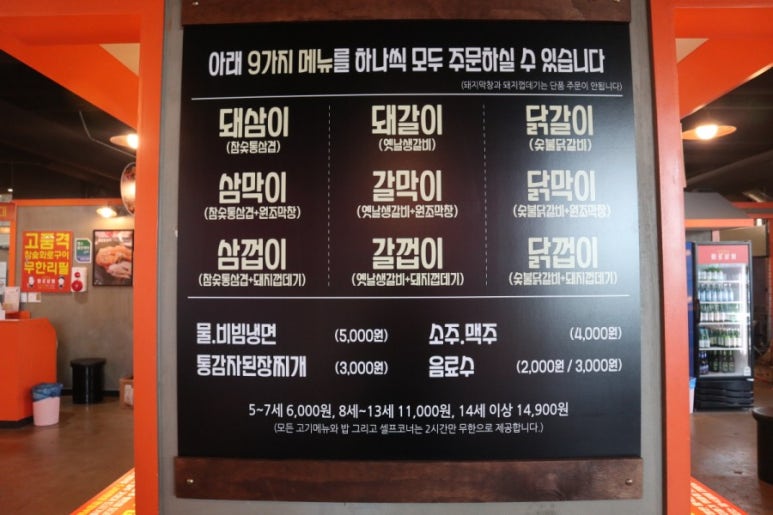 아래 9가지 메뉴를 하나씩 모두 주문하실 수 있습니다
(돼지막창과 돼지껍데기는 단품 주문이 안됩니다)
돼삼이 돼갈이 닭갈이
(참숯통삼겹) (옛날생갈비) (숯불닭갈비)
삼막이 갈막이 닭막이
(참숯통삼겹+원조막창) (옛날생갈비+원조막창) (숯불닭갈비+원조막창)
삼껍이 갈껍이 닭껍이
(참숯통삼겹+돼지껍데기) (옛날생갈비+돼지껍데기) (숯불닭갈비+돼지껍데기)
물.비빔냉면 (5,000원) 소주.맥주 (4,000원)
통감자된장찌개 (3,000원) 음료수 (2,000원 / 3,000원)
5~7세 6,000원, 8세~13세 11,000원, 14세 이상 14,900원
(모든 고기메뉴와 밥 그리고 셀프코너는 2시간만 무한으로 제공합니다.)
고품격
참숯화로구이
무한리필